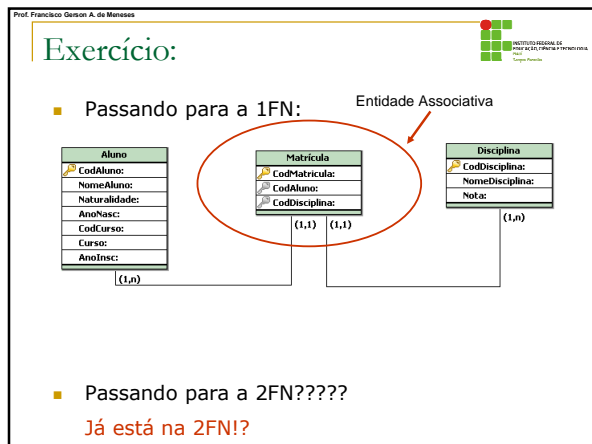 Prof. Francisco Gerson A. de Meneses
Exercício:
INSTITUTO FEDERAL DE
EDUCAÇÃO, CIÊNCIA E TECNOLOGIA
Campus Parnaíba
Passando para a 1FN:
Entidade Associativa
Aluno
CodAluno:
NomeAluno:
Naturalidade:
AnoNasc:
CodCurso:
Curso:
AnoInsc:
(1,n)
Matrícula
CodMatricula:
CodAluno:
CodDisciplina:
(1,1) (1,1)
Disciplina
CodDisciplina:
NomeDisciplina:
Nota:
(1,n)
Passando para a 2FN?????
Já está na 2FN!?